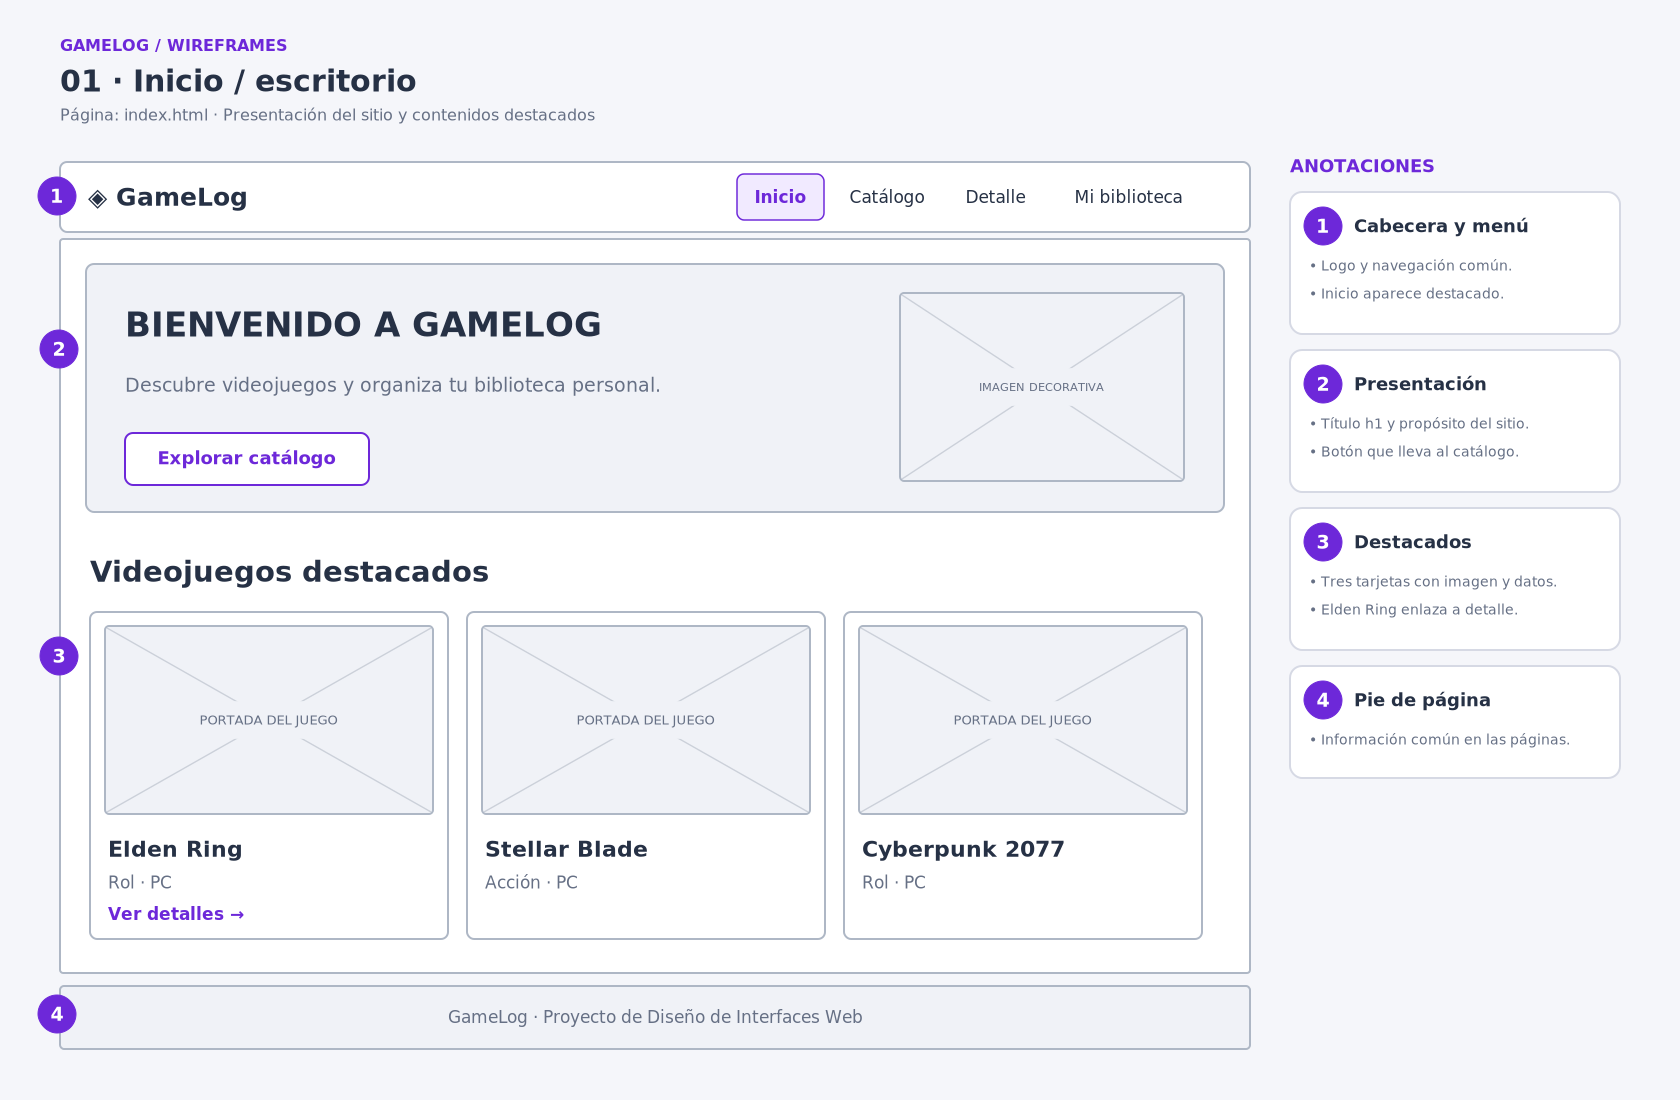 GAMELOG / WIREFRAMES
01 · Inicio / escritorio
Página: index.html · Presentación del sitio y contenidos destacados
1
◈ GameLog
Inicio
Catálogo
Detalle
Mi biblioteca
2
BIENVENIDO A GAMELOG
Descubre videojuegos y organiza tu biblioteca personal.
Explorar catálogo
IMAGEN DECORATIVA
Videojuegos destacados
3
PORTADA DEL JUEGO
Elden Ring
Rol · PC
Ver detalles →
PORTADA DEL JUEGO
Stellar Blade
Acción · PC
PORTADA DEL JUEGO
Cyberpunk 2077
Rol · PC
4
GameLog · Proyecto de Diseño de Interfaces Web
ANOTACIONES
1 Cabecera y menú
• Logo y navegación común.
• Inicio aparece destacado.
2 Presentación
• Título h1 y propósito del sitio.
• Botón que lleva al catálogo.
3 Destacados
• Tres tarjetas con imagen y datos.
• Elden Ring enlaza a detalle.
4 Pie de página
• Información común en las páginas.